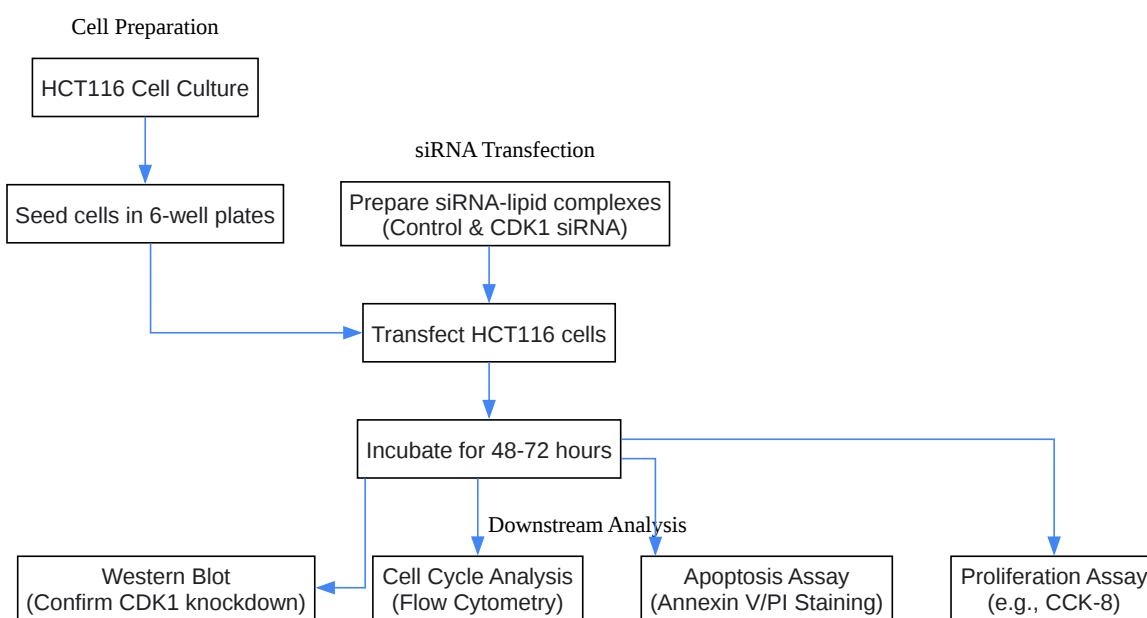 Cell Preparation
HCT116 Cell Culture
siRNA Transfection
Seed cells in 6-well plates
Prepare siRNA-lipid complexes
(Control & CDK1 siRNA)
Transfect HCT116 cells
Incubate for 48-72 hours
Downstream Analysis
Western Blot
(Confirm CDK1 knockdown)
Cell Cycle Analysis
(Flow Cytometry)
Apoptosis Assay
(Annexin V/PI Staining)
Proliferation Assay
(e.g., CCK-8)